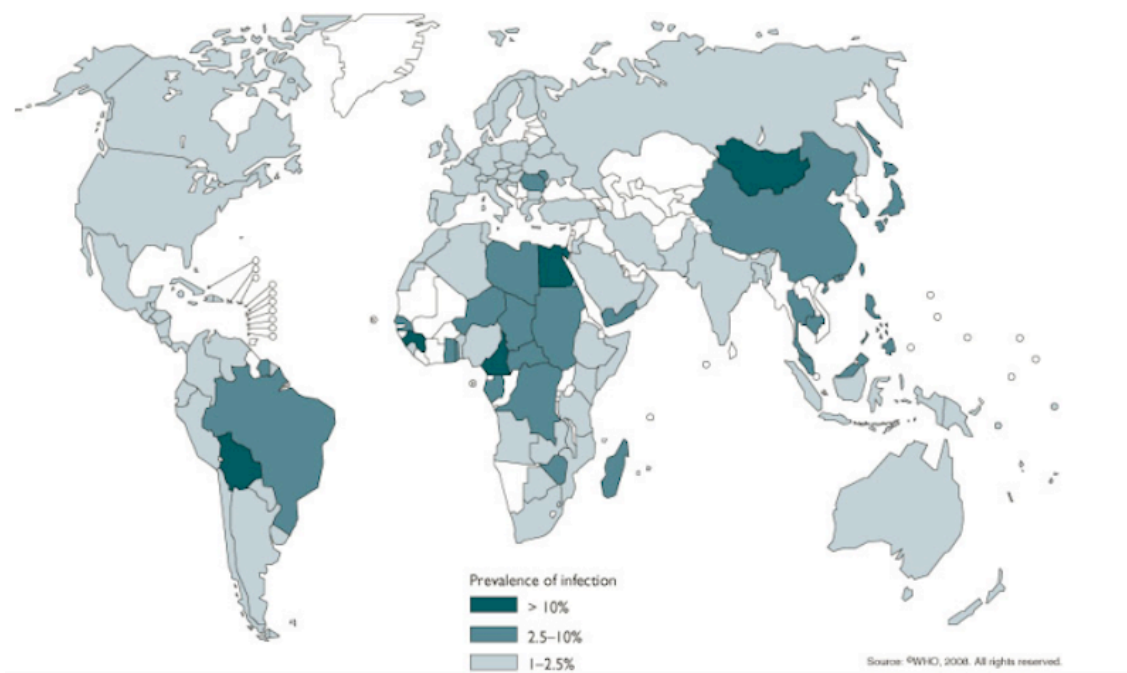 Prevalence of infection
> 10%
2.5–10%
1–2.5%
Source: ©WHO, 2008. All rights reserved.